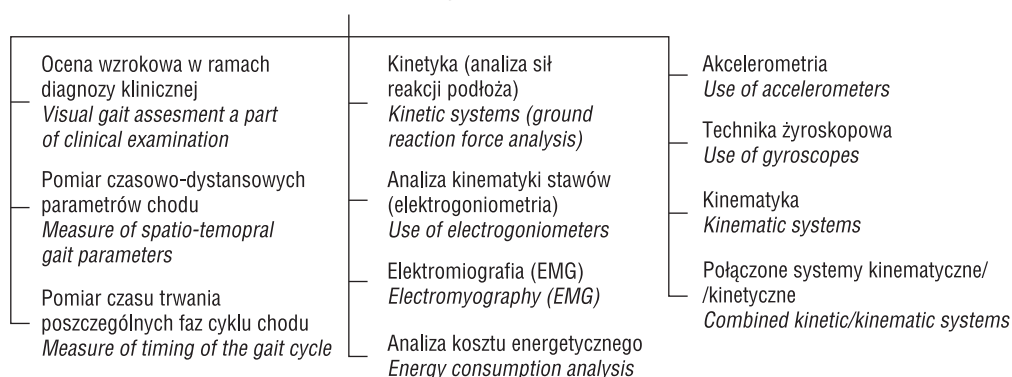 Ocena wzrokowa w ramach
diagnozy klinicznej
Visual gait assesment a part
of clinical examination
Pomiar czasowo-dystansowych
parametrów chodu
Measure of spatio-temopral
gait parameters
Pomiar czasu trwania
poszczególnych faz cyklu chodu
Measure of timing of the gait cycle
Kinetyka (analiza sił
reakcji podłoża)
Kinetic systems (ground
reaction force analysis)
Analiza kinematyki stawów
(elektrogoniometria)
Use of electrogoniometers
Elektromiografia (EMG)
Electromyography (EMG)
Analiza kosztu energetycznego
Energy consumption analysis
Akcelerometria
Use of accelerometers
Technika żyroskopowa
Use of gyroscopes
Kinematyka
Kinematic systems
Połączone systemy kinematyczne/
/kinetyczne
Combined kinetic/kinematic systems